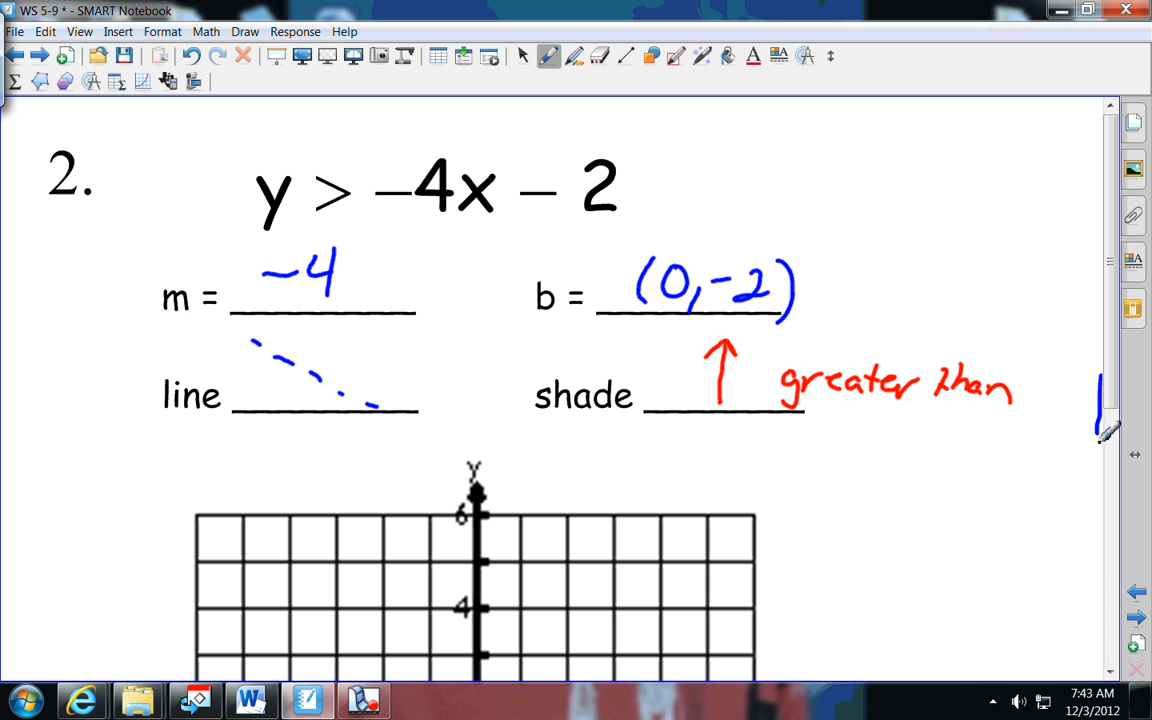 WS 5-9 * - SMART Notebook
File Edit View Insert Format Math Draw Response Help
2.
y > –4x – 2
m = ~4
b = (0,-2)
line
shade ↑ greater than
y
6
4
7:43 AM
12/3/2012